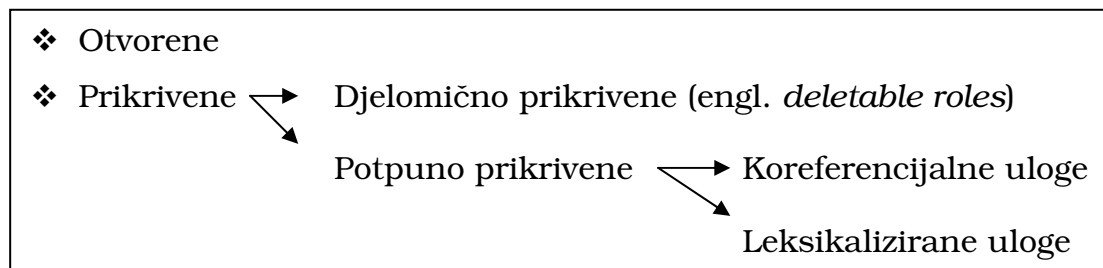 ❖ Otvorene
❖ Prikrivene Djelomično prikrivene (engl. deletable roles)
Potpuno prikrivene Koreferencijalne uloge
Leksikalizirane uloge